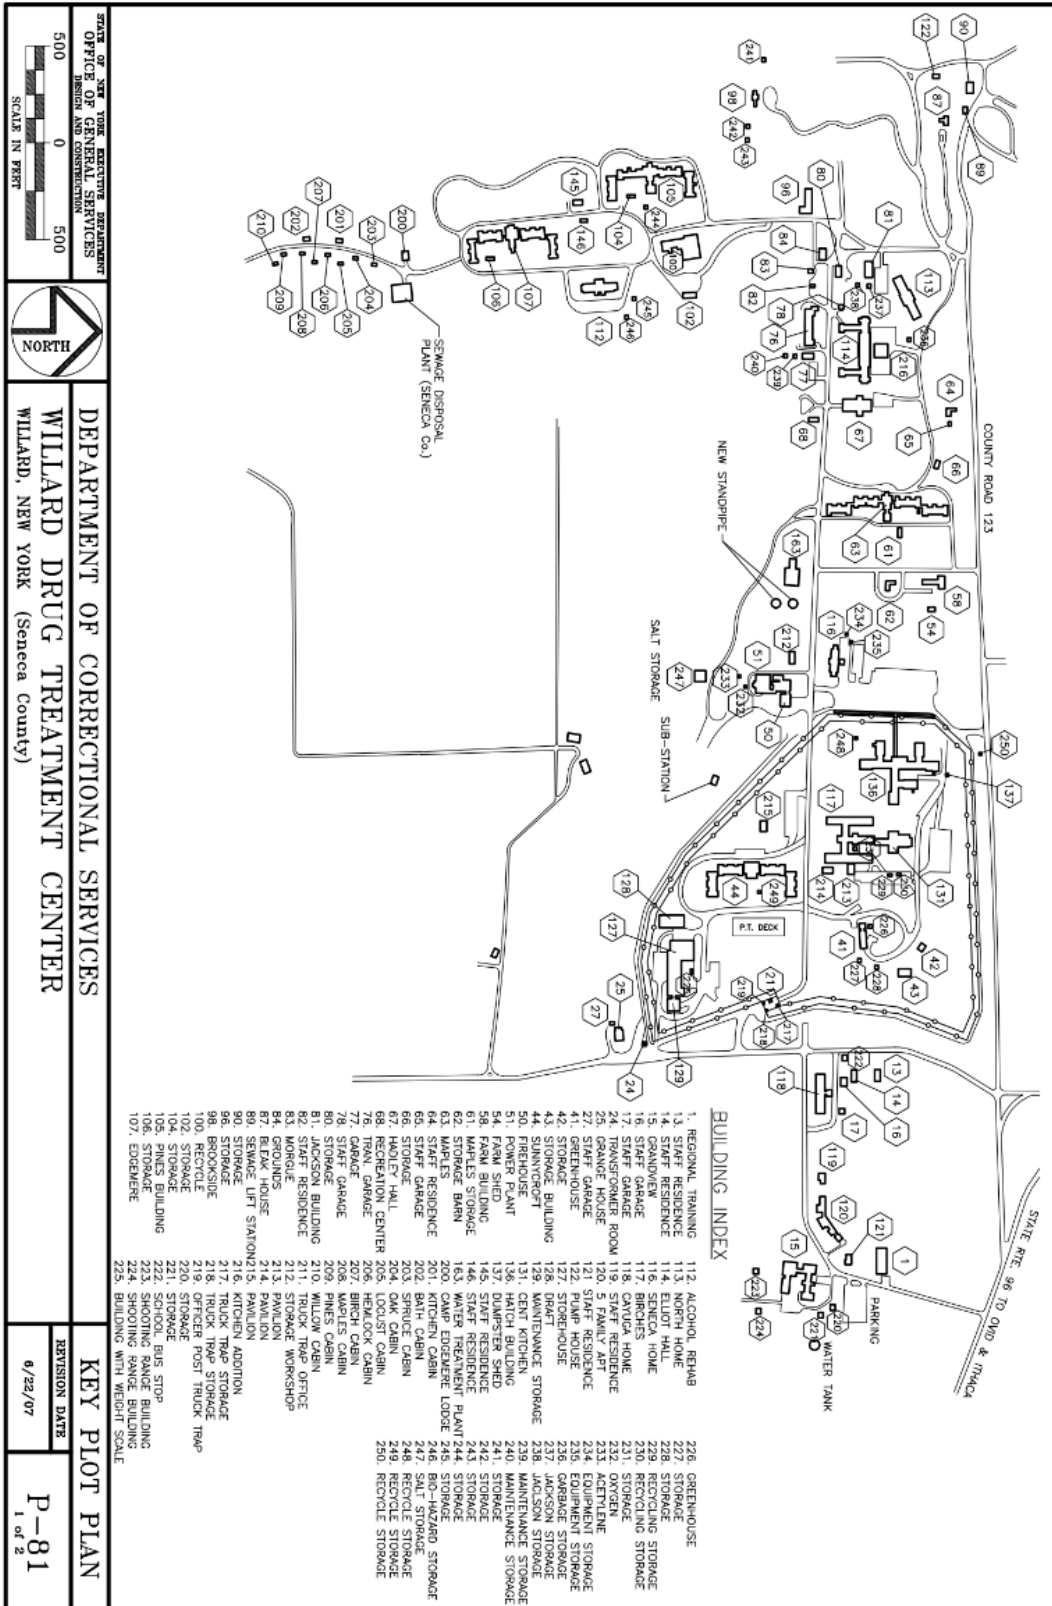 STATE OF NEW YORK EXECUTIVE DEPARTMENT
OFFICE OF GENERAL SERVICES
DESIGN AND CONSTRUCTION
500 0 500
SCALE IN FEET
NORTH
DEPARTMENT OF CORRECTIONAL SERVICES
WILLARD DRUG TREATMENT CENTER
WILLARD, NEW YORK (Seneca County)
KEY PLOT PLAN
REVISION DATE
6/22/07
P-81
1 of 2
COUNTY ROAD 123
STATE RTE. 96 TO OVID & ITHACA
PARKING
WATER TANK
NEW STANDPIPE
SALT STORAGE
SUB-STATION
P.T. DECK
SEWAGE DISPOSAL
PLANT (SENECA Co.)
BUILDING INDEX
1. REGIONAL TRAINING
13. STAFF RESIDENCE
14. STAFF RESIDENCE
15. GRANDVIEW
16. STAFF GARAGE
17. STAFF GARAGE
24. TRANSFORMER ROOM
25. GRANGE HOUSE
27. STAFF GARAGE
41. GREENHOUSE
42. STORAGE
43. STORAGE BUILDING
44. SUNNYCROFT
50. FIREHOUSE
51. POWER PLANT
54. FARM SHED
58. FARM BUILDING
61. MAPLES STORAGE
62. STORAGE BARN
63. MAPLES
64. STAFF RESIDENCE
65. STAFF GARAGE
66. STORAGE
67. HADLEY HALL
68. RECREATION CENTER
76. TRAN. GARAGE
77. GARAGE
78. STAFF GARAGE
80. STORAGE
81. JACKSON BUILDING
82. STAFF RESIDENCE
83. MORGUE
84. GROUNDS
87. BLEAK HOUSE
89. SEWAGE LIFT STATION
90. STORAGE
96. STORAGE
98. BROOKSIDE
100. RECYCLE
102. STORAGE
104. STORAGE
105. PINES BUILDING
106. STORAGE
107. EDGEMERE
112. ALCOHOL REHAB
113. NORTH HOME
114. ELLIOT HALL
116. SENECA HOME
117. BIRCHES
118. CAYUGA HOME
119. STAFF RESIDENCE
120. 5 FAMILY APT
121. STAFF RESIDENCE
122. PUMP HOUSE
127. STOREHOUSE
128. DRAFT
129. MAINTENANCE STORAGE
131. CENT KITCHEN
136. HATCH BUILDING
137. DUMPSTER SHED
145. STAFF RESIDENCE
146. STAFF RESIDENCE
163. WATER TREATMENT PLANT
200. CAMP EDGEMERE LODGE
201. KITCHEN CABIN
202. BATH CABIN
203. SPRUCE CABIN
204. OAK CABIN
205. LOCUST CABIN
206. HEMLOCK CABIN
207. BIRCH CABIN
208. MAPLES CABIN
209. PINES CABIN
210. WILLOW CABIN
211. TRUCK TRAP OFFICE
212. STORAGE WORKSHOP
213. PAVILION
214. PAVILION
215. PAVILION
216. KITCHEN ADDITION
217. TRUCK TRAP STORAGE
218. TRUCK TRAP STORAGE
219. OFFICER POST TRUCK TRAP
220. STORAGE
221. STORAGE
222. SCHOOL BUS STOP
223. SHOOTING RANGE BUILDING
224. SHOOTING RANGE BUILDING
225. BUILDING WITH WEIGHT SCALE
226. GREENHOUSE
227. STORAGE
228. STORAGE
229. RECYCLING STORAGE
230. RECYCLING STORAGE
231. STORAGE
232. OXYGEN
233. ACETYLENE
234. EQUIPMENT STORAGE
235. EQUIPMENT STORAGE
236. GARBAGE STORAGE
237. JACKSON STORAGE
238. JACLSON STORAGE
239. MAINTENANCE STORAGE
240. MAINTENANCE STORAGE
241. STORAGE
242. STORAGE
243. STORAGE
244. STORAGE
245. STORAGE
246. BIO-HAZARD STORAGE
247. SALT STORAGE
248. RECYCLE STORAGE
249. RECYCLE STORAGE
250. RECYCLE STORAGE